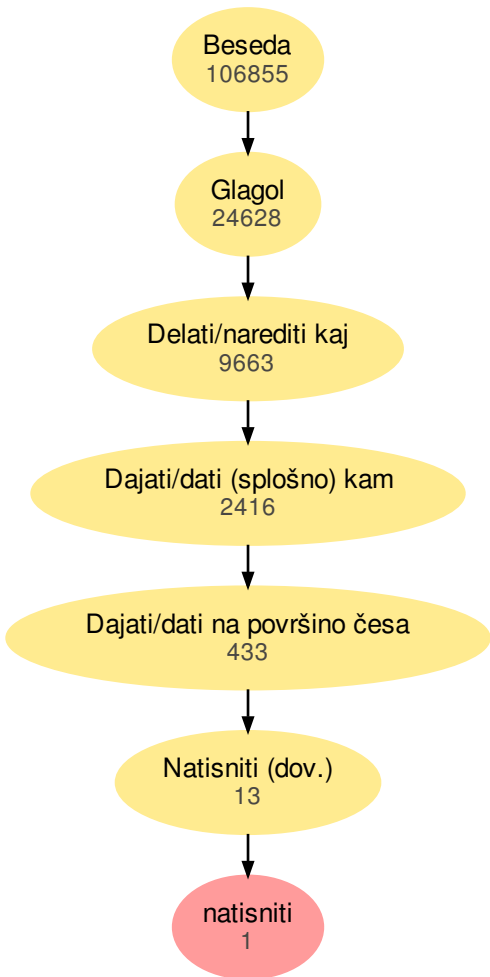 Beseda
106855
Glagol
24628
Delati/narediti kaj
9663
Dajati/dati (splošno) kam
2416
Dajati/dati na površino česa
433
Natisniti (dov.)
13
natisniti
1